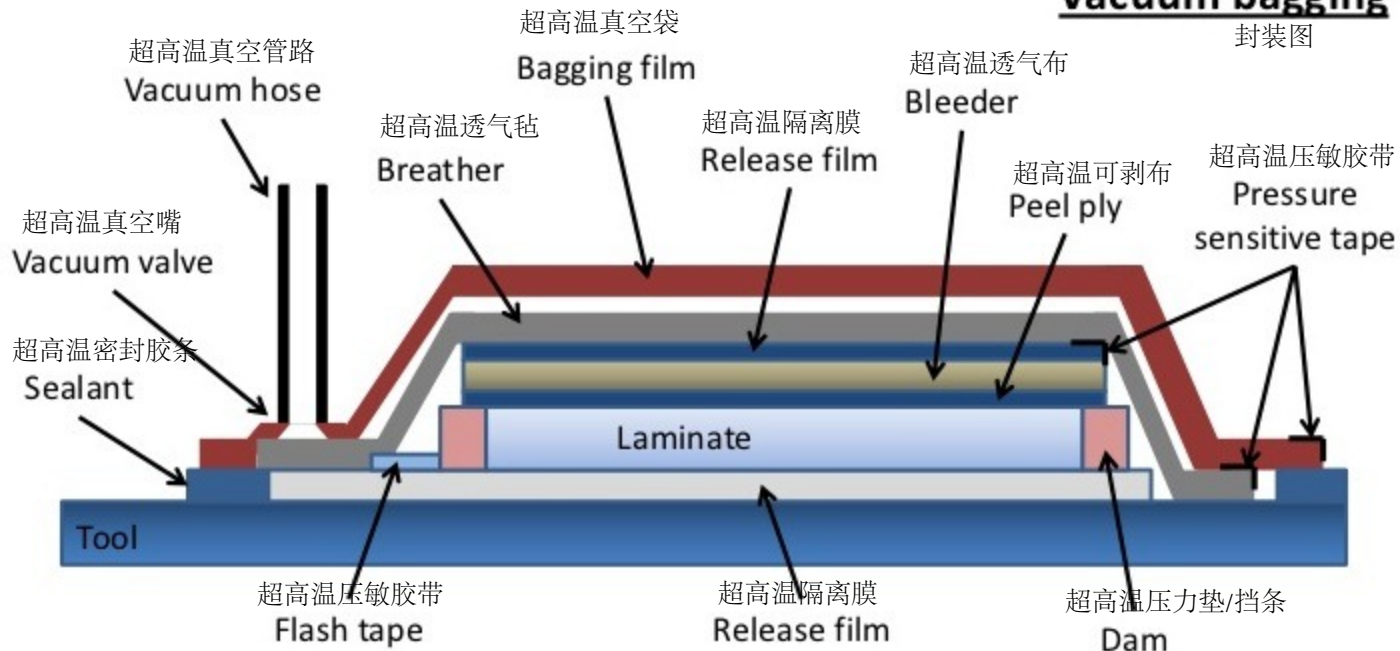 Vacuum bagging
封装图
超高温真空袋
Bagging film
超高温真空管路
Vacuum hose
超高温透气布
Bleeder
超高温透气毡
Breather
超高温隔离膜
Release film
超高温可剥布
Peel ply
超高温压敏胶带
Pressure
sensitive tape
超高温真空嘴
Vacuum valve
超高温密封胶条
Sealant
Laminate
Tool
超高温压敏胶带
Flash tape
超高温隔离膜
Release film
超高温压力垫/挡条
Dam